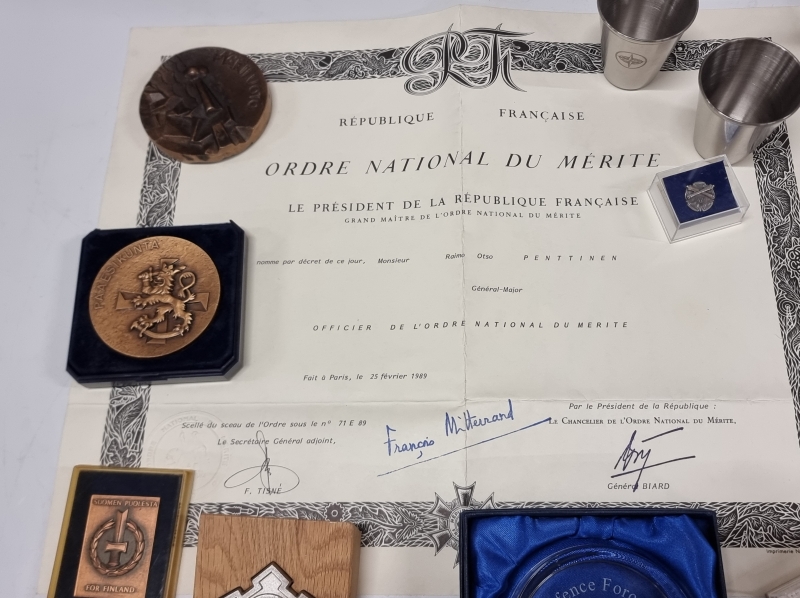 RF
RÉPUBLIQUE FRANÇAISE
ORDRE NATIONAL DU MÉRITE
LE PRÉSIDENT DE LA RÉPUBLIQUE FRANÇAISE
GRAND MAÎTRE DE L'ORDRE NATIONAL DU MÉRITE
nomme par décret de ce jour, Monsieur Raimo Otso PENTTINEN
Général-Major
OFFICIER DE L'ORDRE NATIONAL DU MERITE
Fait à Paris, le 25 février 1989
Scellé du sceau de l'Ordre sous le n° 71 E 89
Le Secrétaire Général adjoint,
F. TISNÉ
François Mitterrand
Par le Président de la République :
LE CHANCELIER DE L'ORDRE NATIONAL DU MÉRITE,
Général BIARD
VAPAUSKUNTA
SUOMEN PUOLESTA
FOR FINLAND
efence Forc